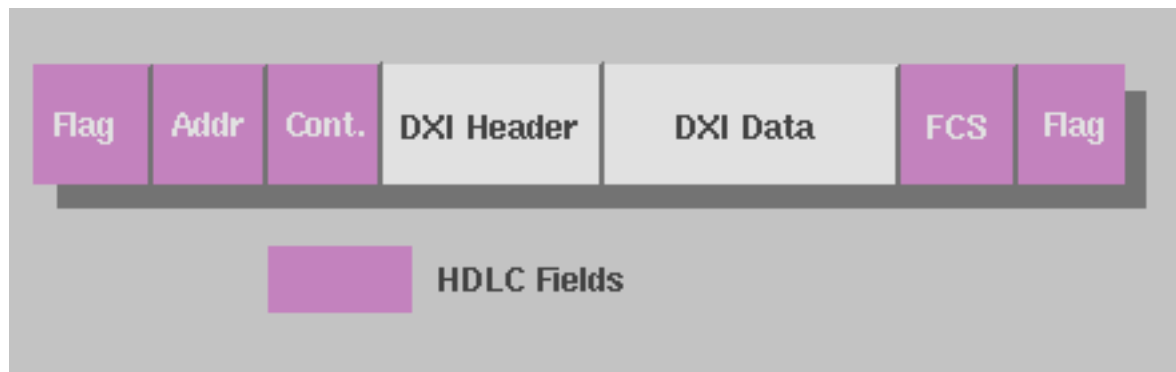 Flag Addr Cont. DXI Header DXI Data FCS Flag
HDLC Fields